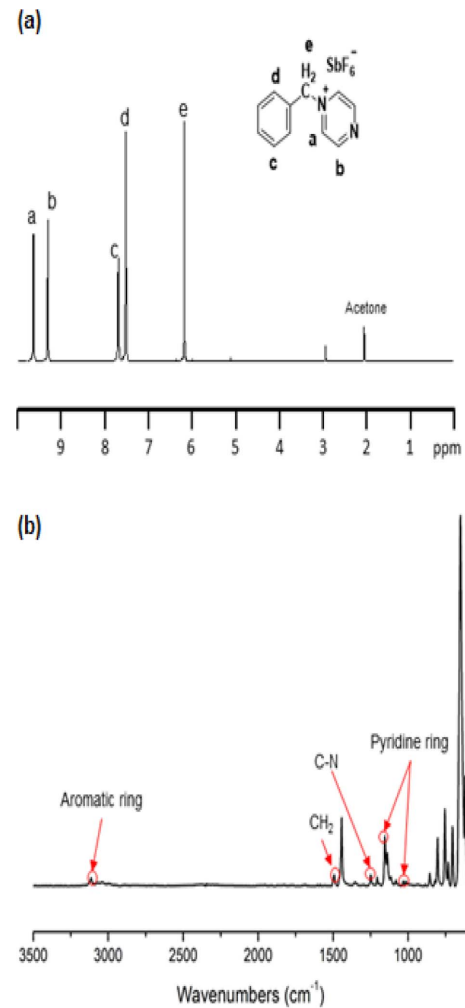 (a)
e
H₂
SbF₆⁻
d
C
N⁺
N
a
c
b
a
b
c
d
e
Acetone
9 8 7 6 5 4 3 2 1 ppm
(b)
Aromatic ring
CH₂
C-N
Pyridine ring
3500 3000 2500 2000 1500 1000
Wavenumbers (cm⁻¹)